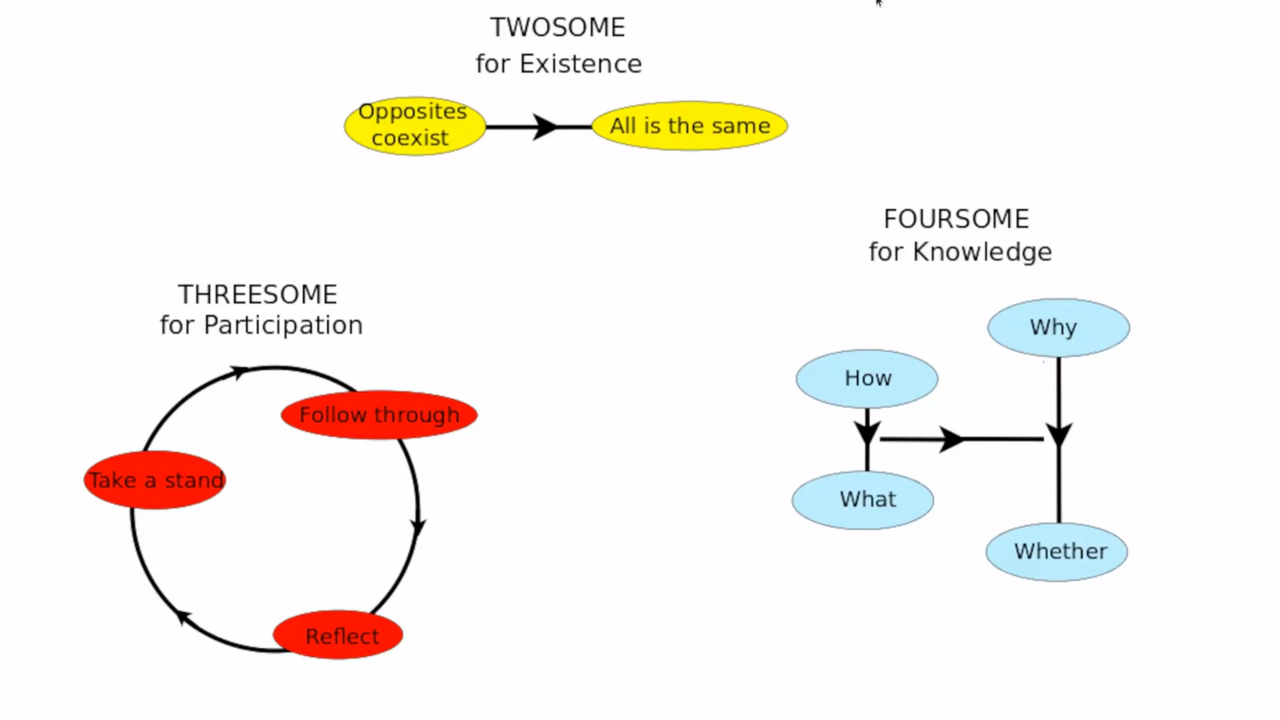 TWOSOME
for Existence
Opposites
coexist
All is the same
FOURSOME
for Knowledge
THREESOME
for Participation
Why
How
Follow through
Take a stand
What
Whether
Reflect